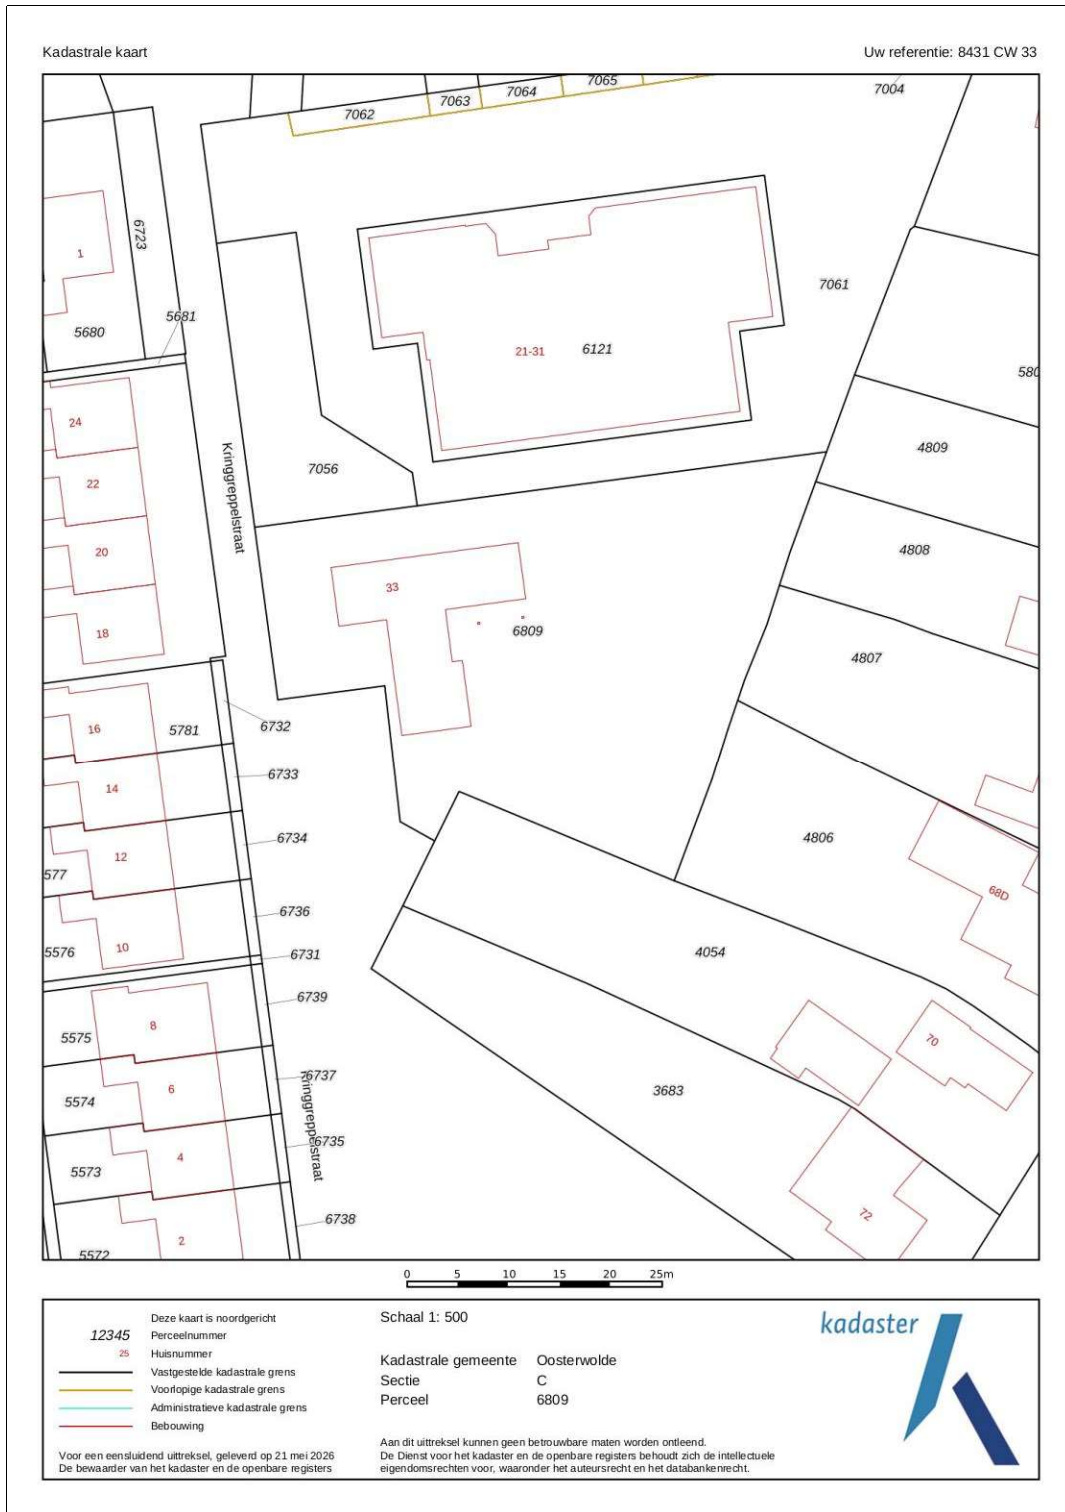 Kadastrale kaart
Uw referentie: 8431 CW 33
7065
7064
7063
7062
7004
6723
1
5681
5680
7061
21-31
6121
580
24
4809
22
7056
Kringgreppelstraat
20
4808
33
18
6809
4807
16
5781
6732
14
6733
12
6734
4806
577
68D
6736
10
5576
6731
4054
6739
8
5575
70
6737
6
5574
3683
Kringgreppelstraat
6735
4
5573
72
6738
2
5572
0 5 10 15 20 25m
Deze kaart is noordgericht
12345 Perceelnummer
25 Huisnummer
Vastgestelde kadastrale grens
Voorlopige kadastrale grens
Administratieve kadastrale grens
Bebouwing
Voor een eensluidend uittreksel, geleverd op 21 mei 2026
De bewaarder van het kadaster en de openbare registers
Schaal 1: 500
Kadastrale gemeente Oosterwolde
Sectie C
Perceel 6809
Aan dit uittreksel kunnen geen betrouwbare maten worden ontleend.
De Dienst voor het kadaster en de openbare registers behoudt zich de intellectuele
eigendomsrechten voor, waaronder het auteursrecht en het databankenrecht.
kadaster